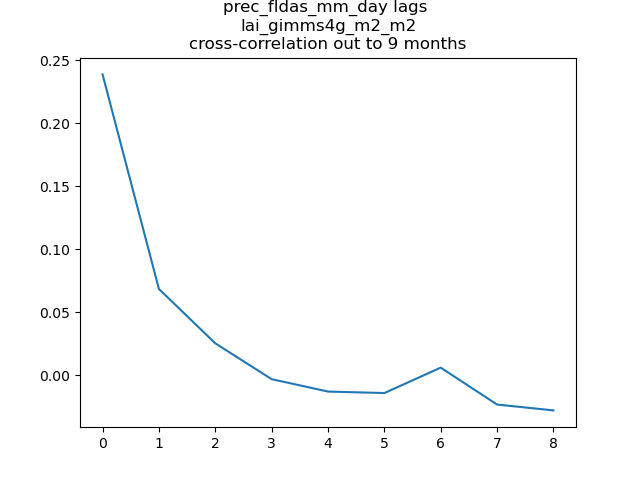 prec_fldas_mm_day lags
lai_gimms4g_m2_m2
cross-correlation out to 9 months
0.25
0.20
0.15
0.10
0.05
0.00
0 1 2 3 4 5 6 7 8